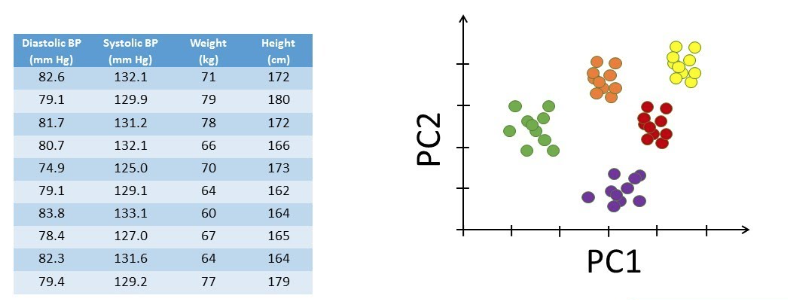 Diastolic BP Systolic BP Weight Height
(mm Hg) (mm Hg) (kg) (cm)
82.6 132.1 71 172
79.1 129.9 79 180
81.7 131.2 78 172
80.7 132.1 66 166
74.9 125.0 70 173
79.1 129.1 64 162
83.8 133.1 60 164
78.4 127.0 67 165
82.3 131.6 64 164
79.4 129.2 77 179
PC2
PC1